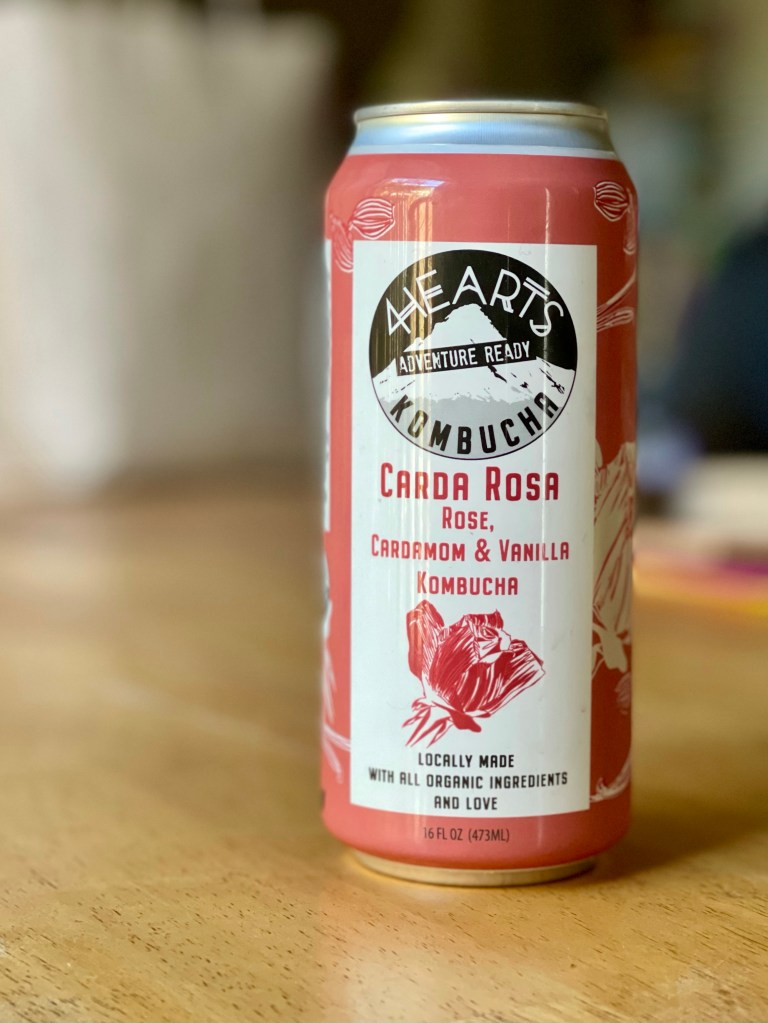 4HEARTS
ADVENTURE READY
KOMBUCHA
CARDA ROSA
ROSE,
CARDAMOM & VANILLA
KOMBUCHA
LOCALLY MADE
WITH ALL ORGANIC INGREDIENTS
AND LOVE
16 FL OZ (473ML)